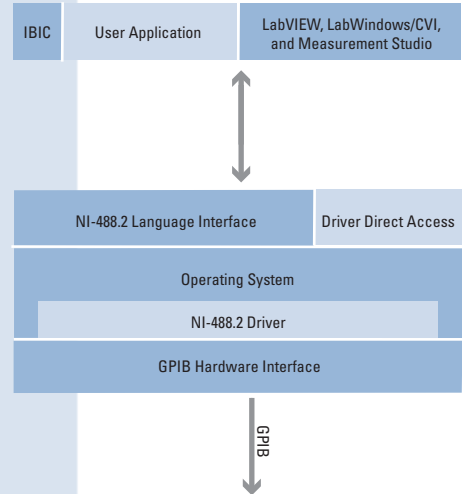 IBIC
User Application
LabVIEW, LabWindows/CVI,
and Measurement Studio
NI-488.2 Language Interface
Driver Direct Access
Operating System
NI-488.2 Driver
GPIB Hardware Interface
GPIB